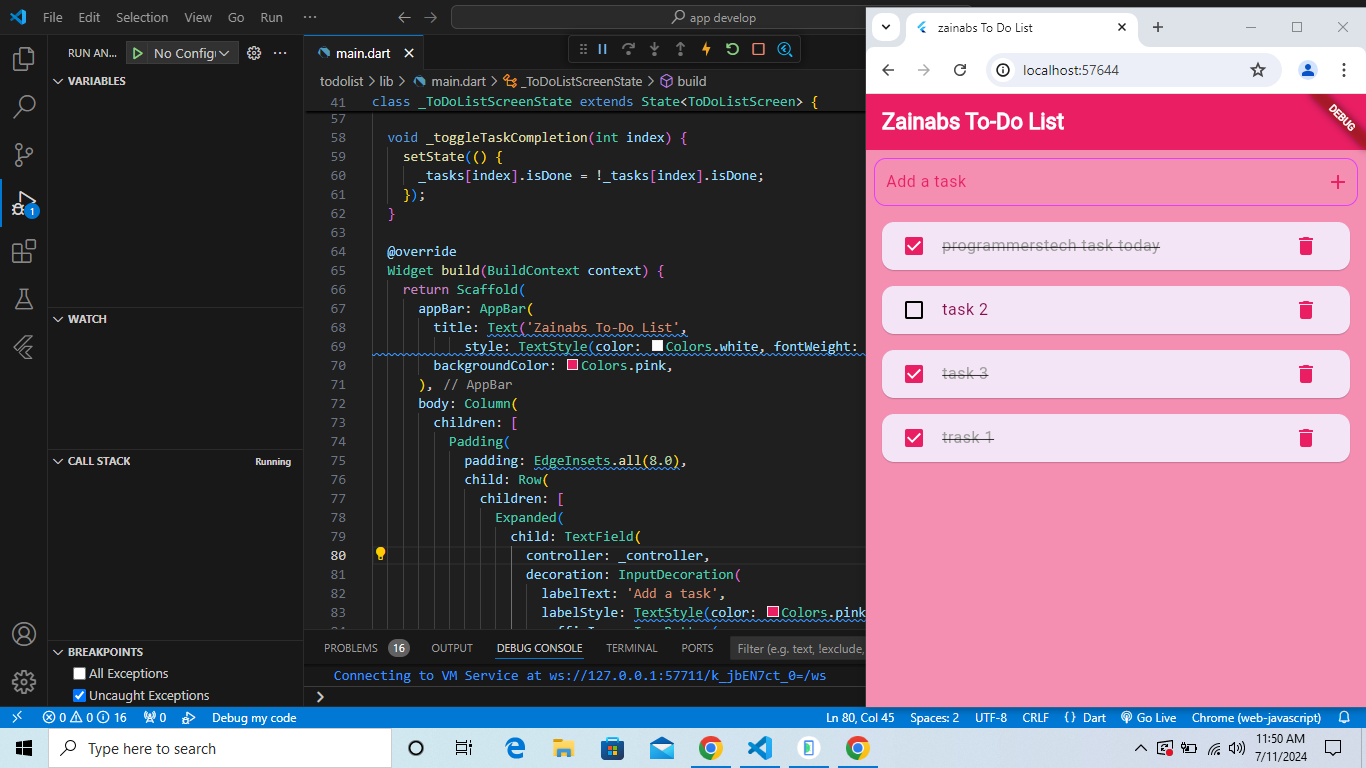 File Edit Selection View Go Run ···
app develop
RUN AN... No Config
VARIABLES
WATCH
CALL STACK Running
BREAKPOINTS
All Exceptions
Uncaught Exceptions
main.dart
todolist > lib > main.dart > _ToDoListScreenState > build
41 class _ToDoListScreenState extends State<ToDoListScreen> {
57
58 void _toggleTaskCompletion(int index) {
59 setState(() {
60 _tasks[index].isDone = !_tasks[index].isDone;
61 });
62 }
63
64 @override
65 Widget build(BuildContext context) {
66 return Scaffold(
67 appBar: AppBar(
68 title: Text('Zainabs To-Do List',
69 style: TextStyle(color: Colors.white, fontWeight:
70 backgroundColor: Colors.pink,
71 ), // AppBar
72 body: Column(
73 children: [
74 Padding(
75 padding: EdgeInsets.all(8.0),
76 child: Row(
77 children: [
78 Expanded(
79 child: TextField(
80 controller: _controller,
81 decoration: InputDecoration(
82 labelText: 'Add a task',
83 labelStyle: TextStyle(color: Colors.pink
PROBLEMS 16 OUTPUT DEBUG CONSOLE TERMINAL PORTS Filter (e.g. text, !exclude,
Connecting to VM Service at ws://127.0.0.1:57711/k_jbEN7ct_0=/ws
1
zainabs To Do List
localhost:57644
Zainabs To-Do List
DEBUG
Add a task
programmerstech task today
task 2
task 3
trask 1
0 0 16 0 Debug my code
Ln 80, Col 45 Spaces: 2 UTF-8 CRLF {} Dart Go Live Chrome (web-javascript)
Type here to search
11:50 AM
7/11/2024